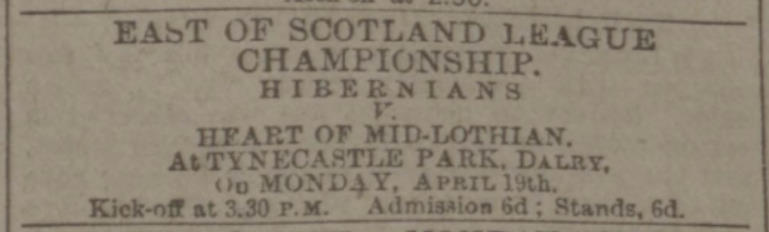 EAST OF SCOTLAND LEAGUE
CHAMPIONSHIP.
HIBERNIANS
V.
HEART OF MID-LOTHIAN.
At TYNECASTLE PARK, DALRY,
On MONDAY, APRIL 19th.
Kick-off at 3.30 P.M. Admission 6d; Stands, 6d.